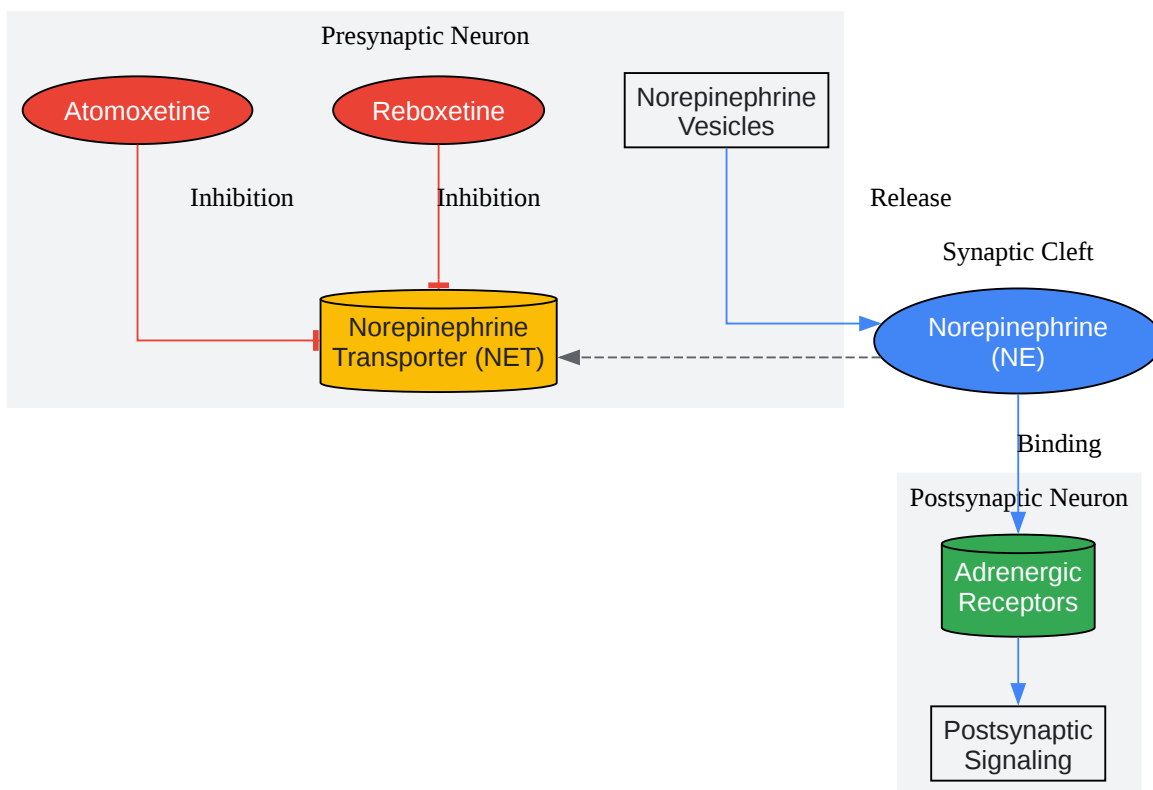 Presynaptic Neuron
Atomoxetine
Reboxetine
Norepinephrine
Vesicles
Inhibition
Inhibition
Release
Synaptic Cleft
Norepinephrine
Transporter (NET)
Norepinephrine
(NE)
Binding
Postsynaptic Neuron
Adrenergic
Receptors
Postsynaptic
Signaling